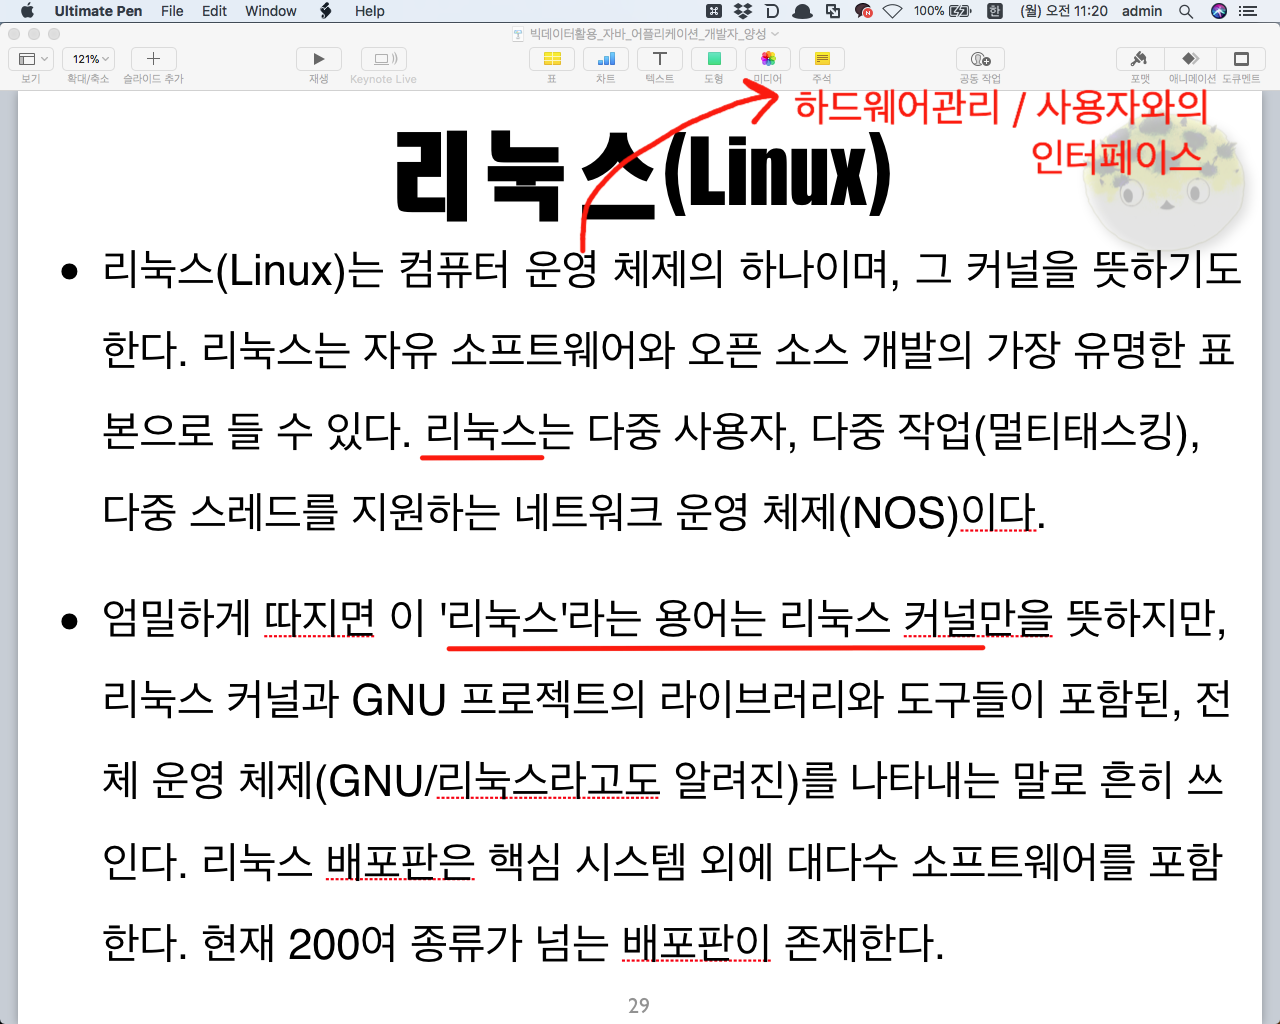 Ultimate Pen File Edit Window Help 100% 한 (월) 오전 11:20 admin
빅데이터활용_자바_어플리케이션_개발자_양성
121%
보기 확대/축소 슬라이드 추가 재생 Keynote Live 표 차트 텍스트 도형 미디어 주석 공동 작업 포맷 애니메이션 도큐멘트
하드웨어관리 / 사용자와의
인터페이스
리눅스(Linux)
• 리눅스(Linux)는 컴퓨터 운영 체제의 하나이며, 그 커널을 뜻하기도
한다. 리눅스는 자유 소프트웨어와 오픈 소스 개발의 가장 유명한 표
본으로 들 수 있다. 리눅스는 다중 사용자, 다중 작업(멀티태스킹),
다중 스레드를 지원하는 네트워크 운영 체제(NOS)이다.
• 엄밀하게 따지면 이 '리눅스'라는 용어는 리눅스 커널만을 뜻하지만,
리눅스 커널과 GNU 프로젝트의 라이브러리와 도구들이 포함된, 전
체 운영 체제(GNU/리눅스라고도 알려진)를 나타내는 말로 흔히 쓰
인다. 리눅스 배포판은 핵심 시스템 외에 대다수 소프트웨어를 포함
한다. 현재 200여 종류가 넘는 배포판이 존재한다.
29